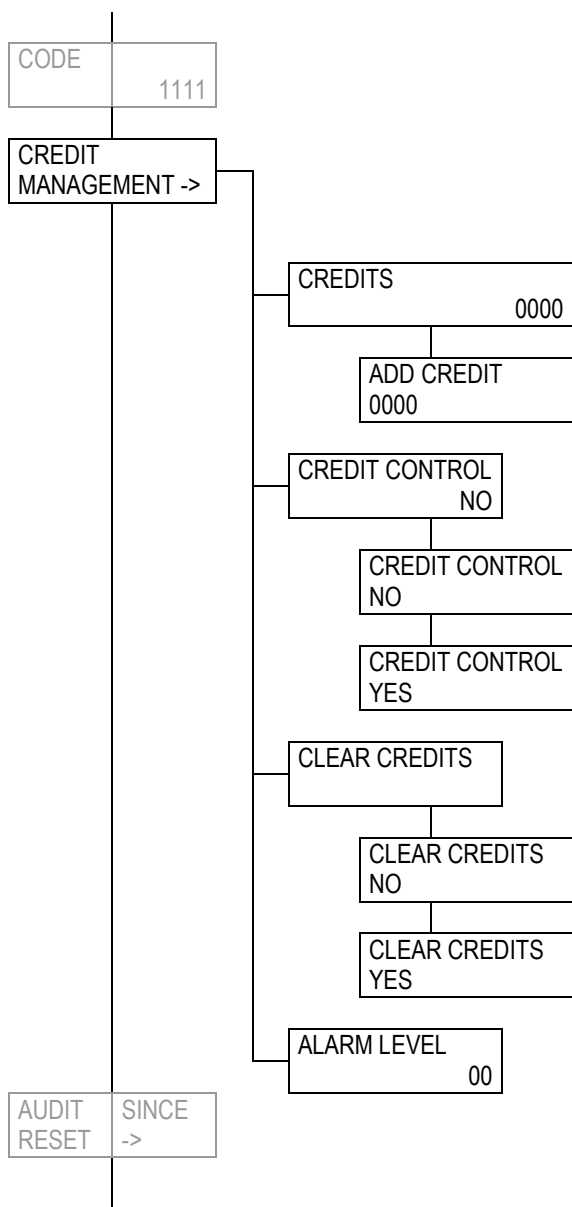 CODE
1111
CREDIT
MANAGEMENT ->
CREDITS
0000
ADD CREDIT
0000
CREDIT CONTROL
NO
CREDIT CONTROL
NO
CREDIT CONTROL
YES
CLEAR CREDITS
CLEAR CREDITS
NO
CLEAR CREDITS
YES
ALARM LEVEL
00
AUDIT SINCE
RESET ->